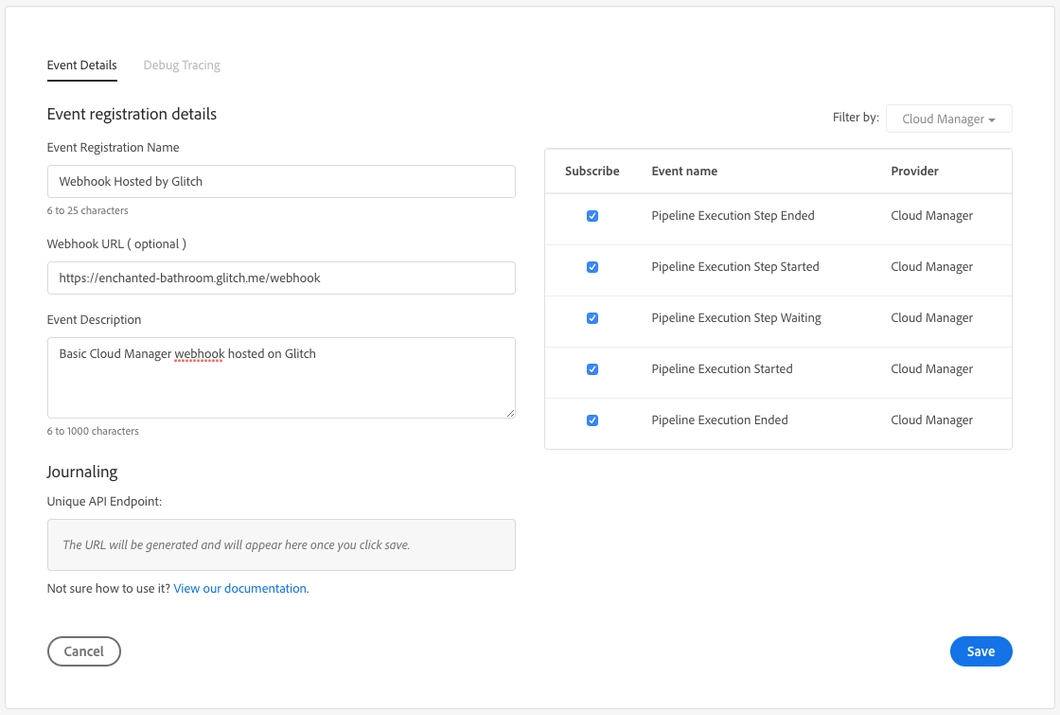 Event Details Debug Tracing
Event registration details
Filter by: Cloud Manager
Event Registration Name
Webhook Hosted by Glitch
6 to 25 characters
Webhook URL ( optional )
https://enchanted-bathroom.glitch.me/webhook
Event Description
Basic Cloud Manager webhook hosted on Glitch
6 to 1000 characters
Journaling
Unique API Endpoint:
The URL will be generated and will appear here once you click save.
Not sure how to use it? View our documentation.
Subscribe Event name Provider
Pipeline Execution Step Ended Cloud Manager
Pipeline Execution Step Started Cloud Manager
Pipeline Execution Step Waiting Cloud Manager
Pipeline Execution Started Cloud Manager
Pipeline Execution Ended Cloud Manager
Cancel Save